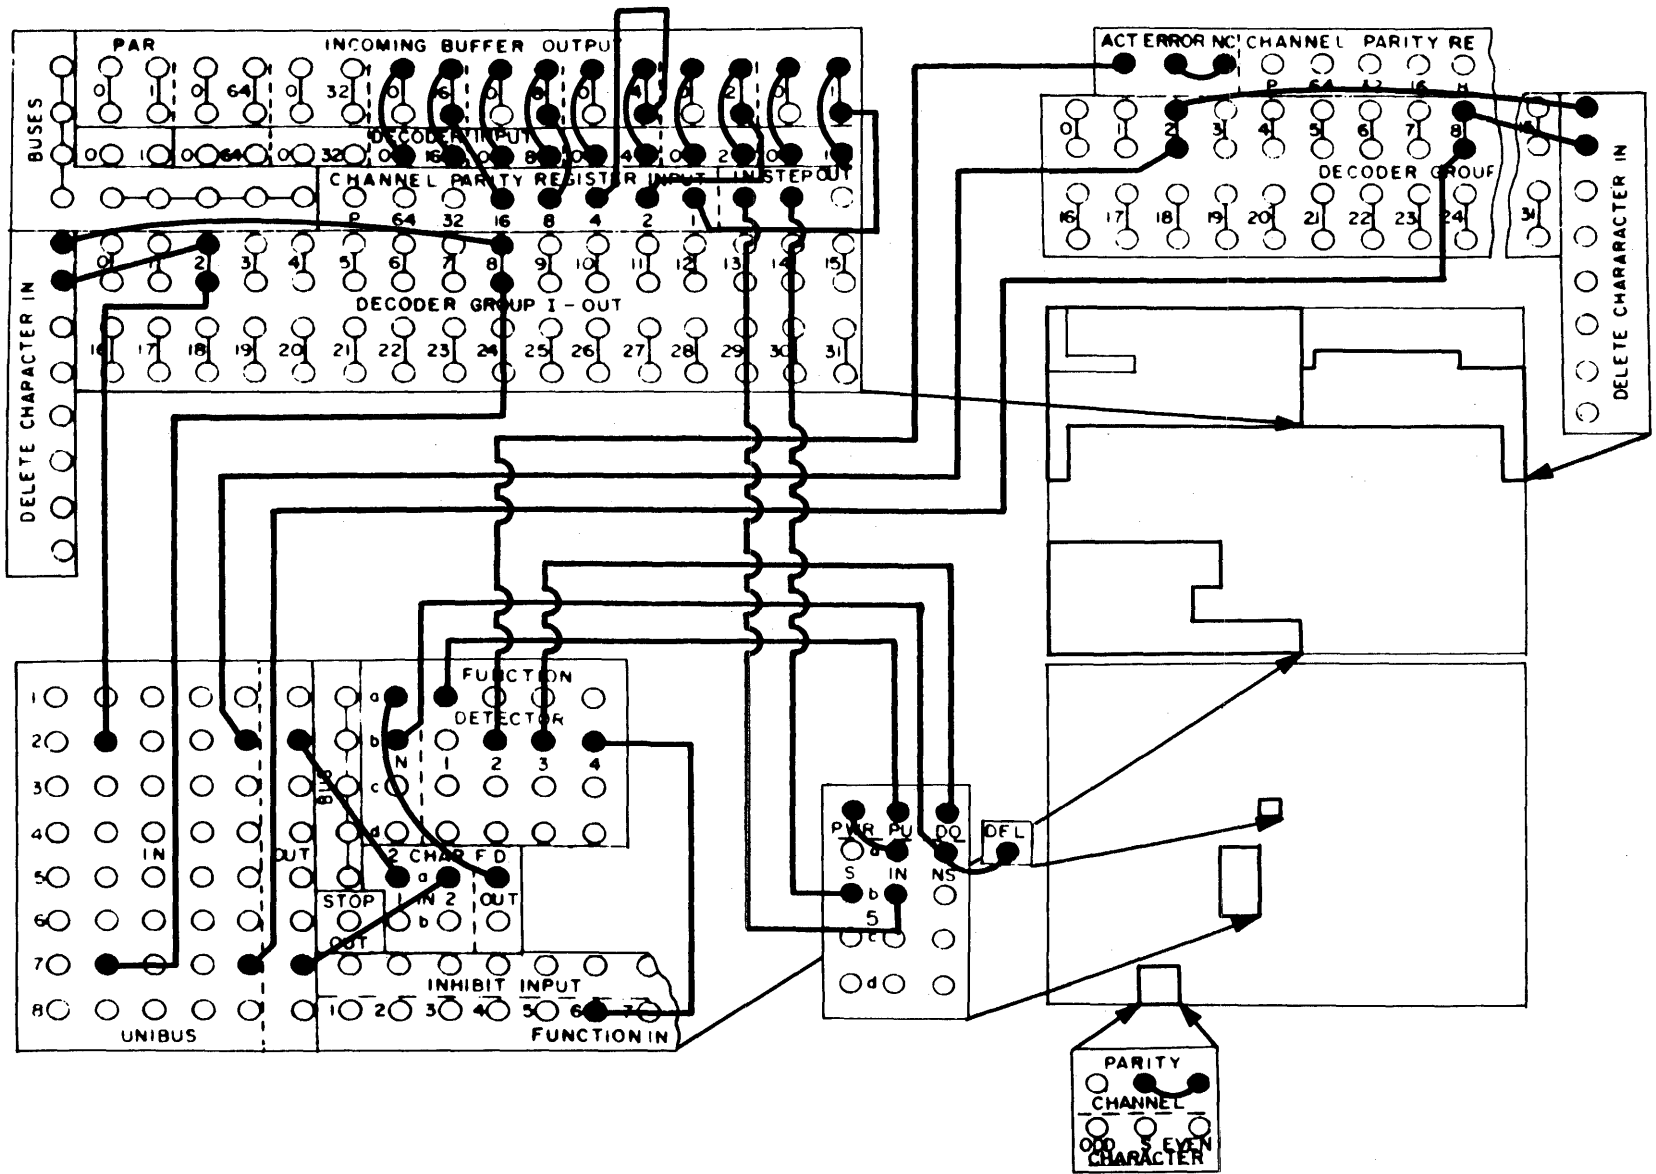 PAR INCOMING BUFFER OUTPU
0 1 0 64 0 32 0 16 0 8 0 4 0 2 0 1
BUSES
DECODER INPUT
0 1 0 64 0 32 0 16 0 8 0 4 0 2 0 1
CHANNEL PARITY REGISTER INPUT IN STEP OUT
P 64 32 16 8 4 2 1
0 1 2 3 4 5 6 7 8 9 10 11 12 13 14 15
DECODER GROUP I - OUT
16 17 18 19 20 21 22 23 24 25 26 27 28 29 30 31
DELETE CHARACTER IN
ACT ERROR NC CHANNEL PARITY RE
P 64 32 16
0 1 2 3 4 5 6 7 8
DECODER GROUP
16 17 18 19 20 21 22 23 24 31
DELETE CHARARACTER IN
1
2
3
4
5
6
7
8
IN
OUT
UNIBUS
BUS
FUNCTION
DETECTOR
a
b
N 1 2 3 4
c
d
2 CHAR F D
a
1 IN 2 OUT
b
STOP
OUT
INHIBIT INPUT
1 2 3 4 5 6 7
FUNCTION IN
PWR PU DO
a
S IN NS
b
5
c
d
DEL
PARITY
CHANNEL
ODD S EVEN
CHARACTER